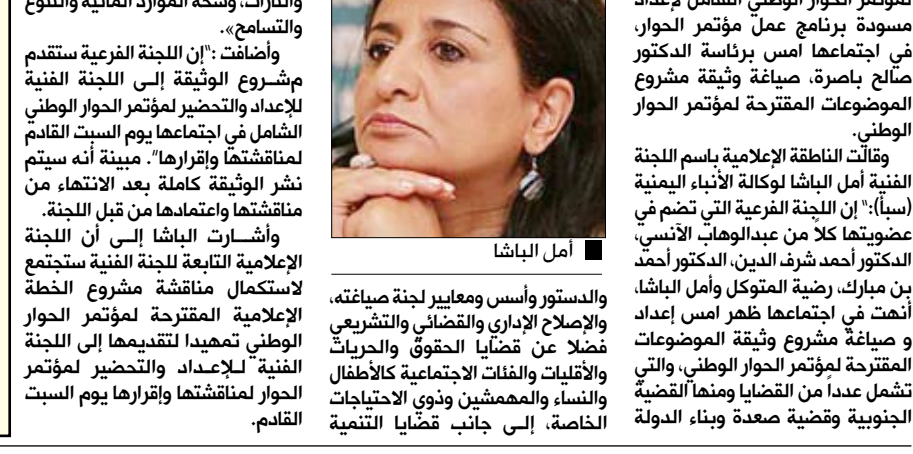 لمؤتمر الحوار الوطني الشامل لإعداد
مسودة برنامج عمل مؤتمر الحوار،
في اجتماعها امس برئاسة الدكتور
صالح باصرة، صياغة وثيقة مشروع
الموضوعات المقترحة لمؤتمر الحوار
الوطني.
وقالت الناطقة الإعلامية باسم اللجنة
الفنية أمل الباشا لوكالة الأنباء اليمنية
(سبأ):" إن اللجنة الفرعية التي تضم في
عضويتها كلاً من عبدالوهاب الآنسي،
الدكتور أحمد شرف الدين، الدكتور أحمد
بن مبارك، رضية المتوكل وأمل الباشا،
أنهت في اجتماعها ظهر امس إعداد
و صياغة مشروع وثيقة الموضوعات
المقترحة لمؤتمر الحوار الوطني، والتي
تشمل عدداً من القضايا ومنها القضية
الجنوبية وقضية صعدة وبناء الدولة
أمل الباشا
والدستور وأسس ومعايير لجنة صياغته،
والإصلاح الإداري والقضائي والتشريعي
فضلا عن قضايا الحقوق والحريات
والأقليات والفئات الاجتماعية كالأطفال
والنساء والمهمشين وذوي الاحتياجات
الخاصة، إلى جانب قضايا التنمية
والثارات، وشحة الموارد المائية والتنوع
والتسامح».
وأضافت :"إن اللجنة الفرعية ستقدم
مشروع الوثيقة إلى اللجنة الفنية
للإعداد والتحضير لمؤتمر الحوار الوطني
الشامل في اجتماعها يوم السبت القادم
لمناقشتها وإقرارها". مبينة أنه سيتم
نشر الوثيقة كاملة بعد الانتهاء من
مناقشتها واعتمادها من قبل اللجنة.
وأشارت الباشا إلى أن اللجنة
الإعلامية التابعة للجنة الفنية ستجتمع
لاستكمال مناقشة مشروع الخطة
الإعلامية المقترحة لمؤتمر الحوار
الوطني تمهيدا لتقديمها إلى اللجنة
الفنية للإعداد والتحضير لمؤتمر
الحوار لمناقشتها وإقرارها يوم السبت
القادم.